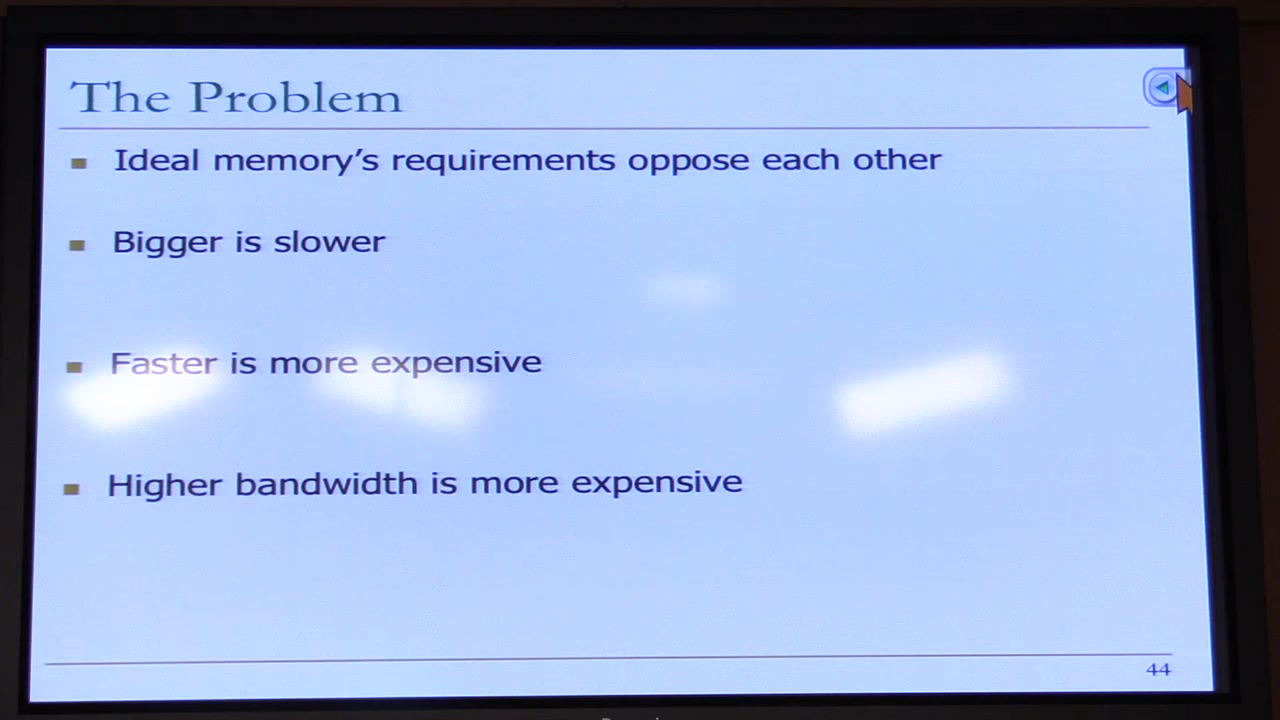 The Problem
Ideal memory's requirements oppose each other
Bigger is slower
Faster is more expensive
Higher bandwidth is more expensive
44